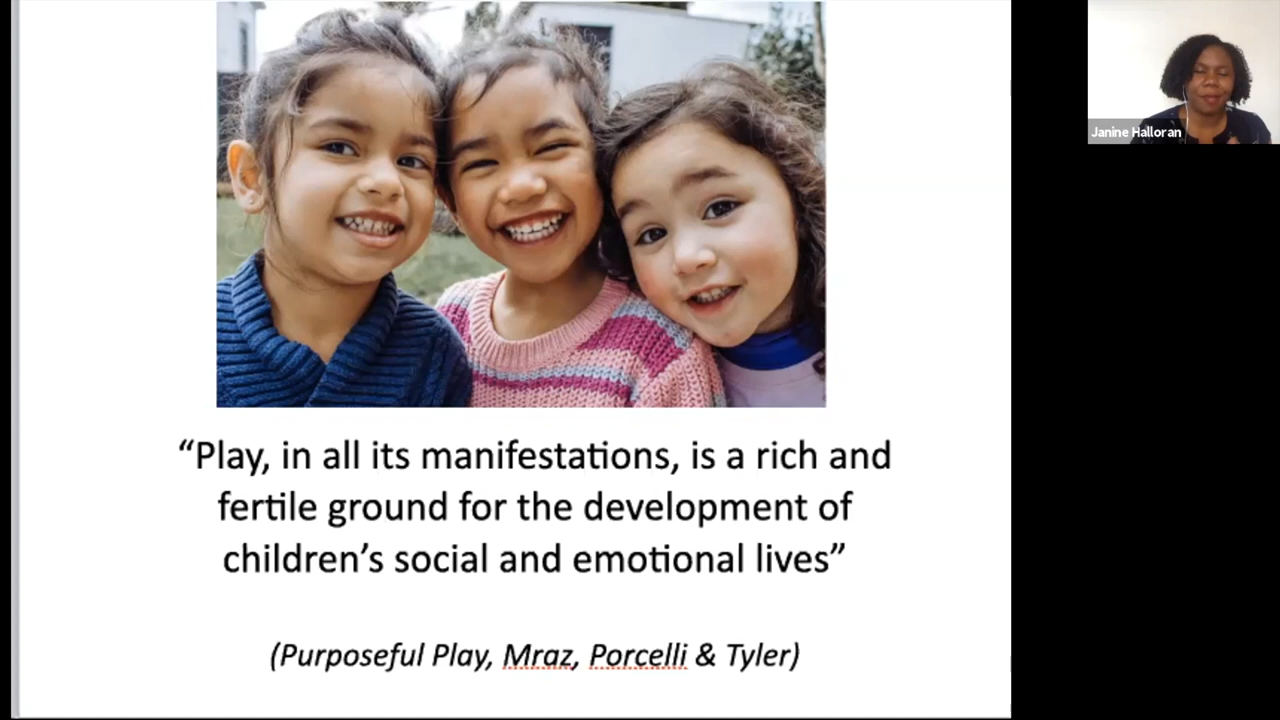 Janine Halloran
“Play, in all its manifestations, is a rich and
fertile ground for the development of
children’s social and emotional lives”
(Purposeful Play, Mraz, Porcelli & Tyler)